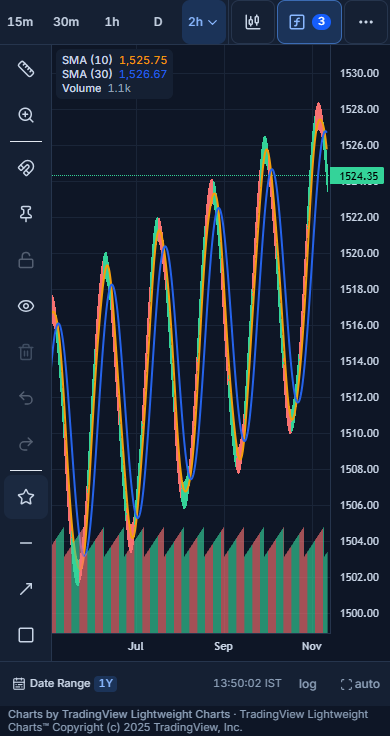 15m 30m 1h D 2h 3
SMA (10) 1,525.75
SMA (30) 1,526.67
Volume 1.1k
1530.00
1528.00
1526.00
1524.35
1522.00
1520.00
1518.00
1516.00
1514.00
1512.00
1510.00
1508.00
1506.00
1504.00
1502.00
1500.00
Jul Sep Nov
Date Range 1Y 13:50:02 IST log auto
Charts by TradingView Lightweight Charts · TradingView Lightweight
Charts™ Copyright (c) 2025 TradingView, Inc.